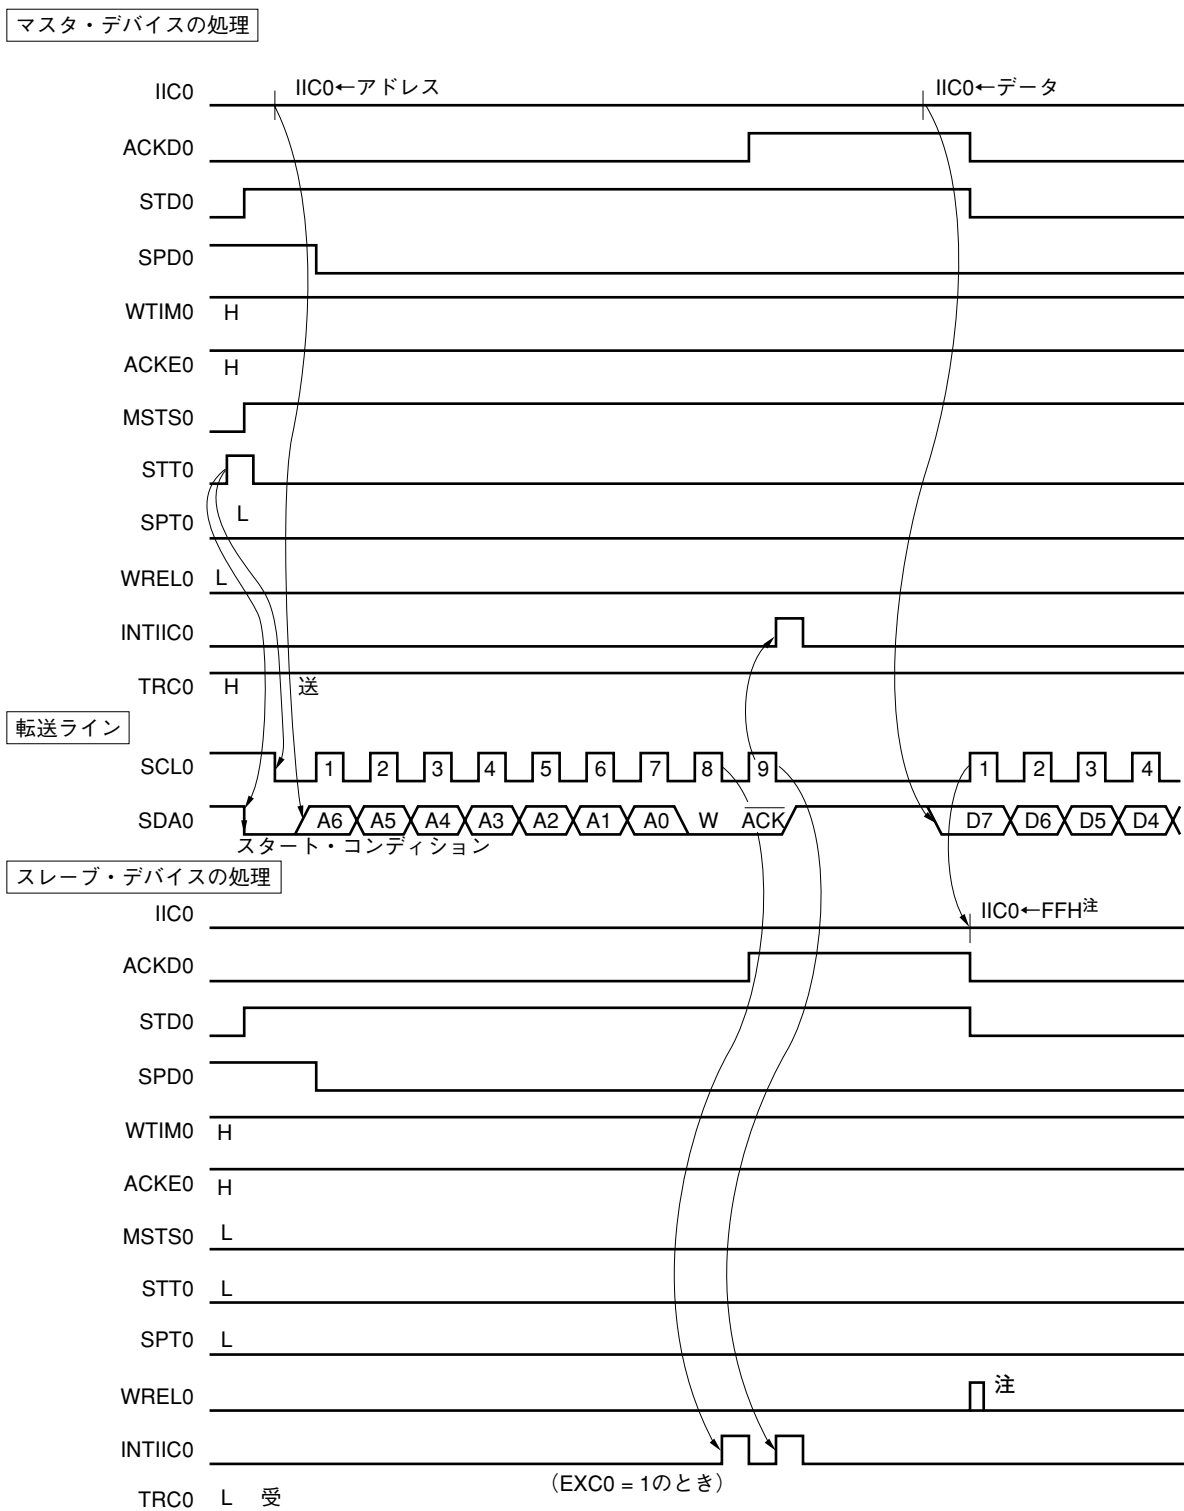 マスタ・デバイスの処理
IIC0 IIC0←アドレス IIC0←データ
ACKD0
STD0
SPD0
WTIM0 H
ACKE0 H
MSTS0
STT0
SPT0 L
WREL0 L
INTIIC0
TRC0 H 送
転送ライン
SCL0 1 2 3 4 5 6 7 8 9 1 2 3 4
SDA0 A6 A5 A4 A3 A2 A1 A0 W ACK D7 D6 D5 D4
スタート・コンディション
スレーブ・デバイスの処理
IIC0 IIC0←FFH注
ACKD0
STD0
SPD0
WTIM0 H
ACKE0 H
MSTS0 L
STT0 L
SPT0 L
WREL0 注
INTIIC0
(EXC0 = 1のとき)
TRC0 L 受